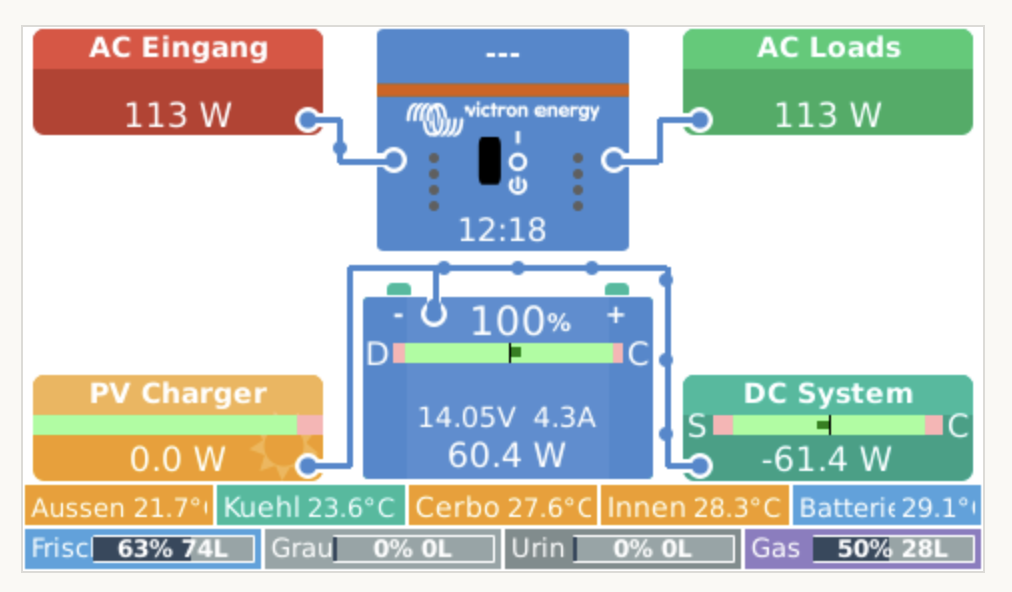 AC Eingang
113 W
---
victron energy
12:18
AC Loads
113 W
- 100% +
D C
14.05V 4.3A
60.4 W
PV Charger
0.0 W
DC System
S C
-61.4 W
Aussen 21.7°
Kuehl 23.6°C
Cerbo 27.6°C
Innen 28.3°C
Batterie 29.1°
Frisc 63% 74L
Grau 0% 0L
Urin 0% 0L
Gas 50% 28L